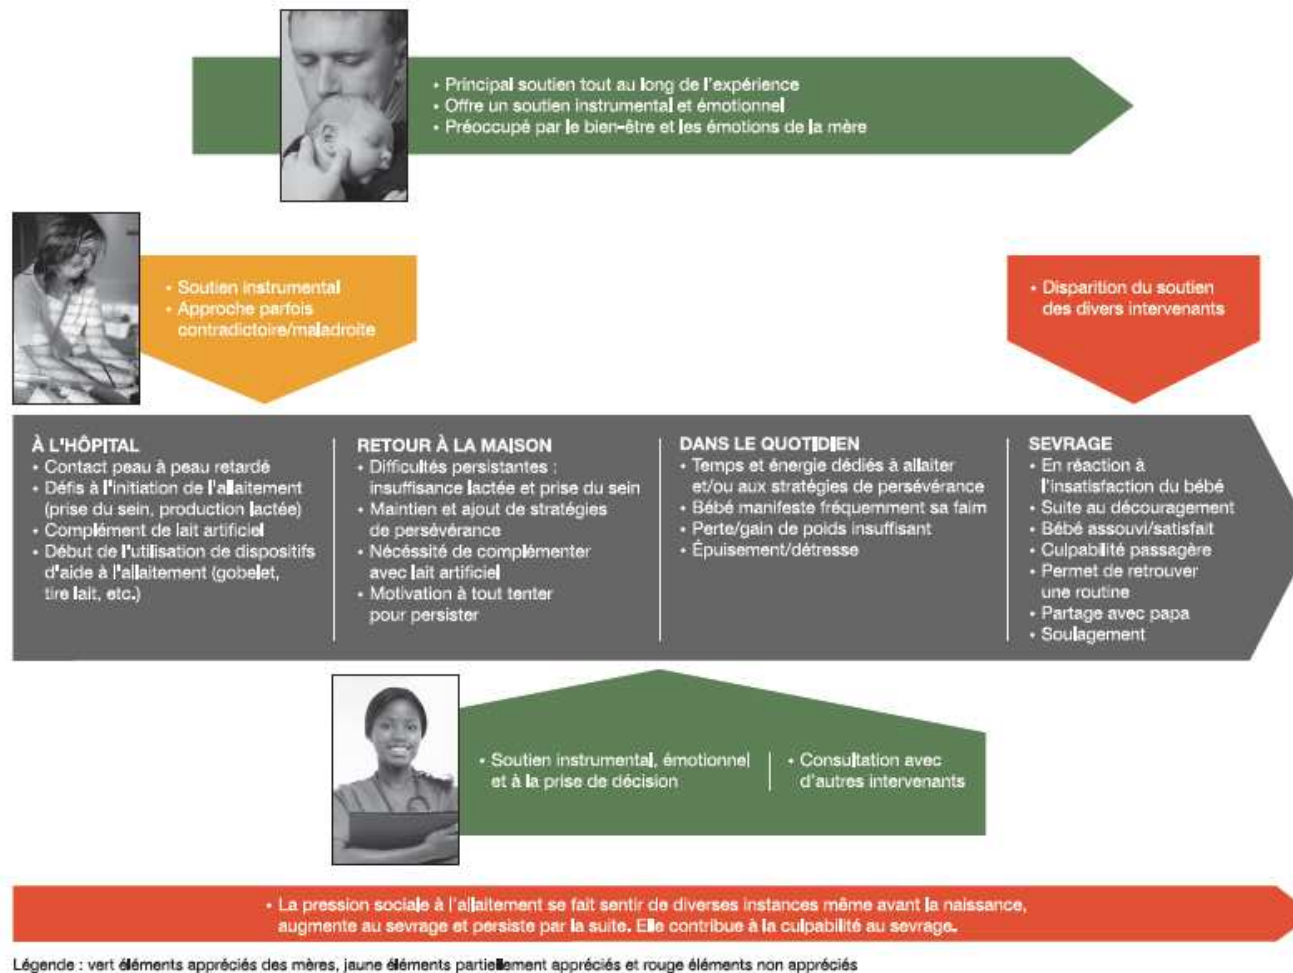 • Principal soutien tout au long de l'expérience
• Offre un soutien instrumental et émotionnel
• Préoccupé par le bien-être et les émotions de la mère
• Soutien instrumental
• Approche parfois
contradictoire/maladroite
• Disparition du soutien
des divers intervenants
À L'HÔPITAL
• Contact peau à peau retardé
• Défis à l'initiation de l'allaitement
(prise du sein, production lactée)
• Complément de lait artificiel
• Début de l'utilisation de dispositifs
d'aide à l'allaitement (gobelet,
tire lait, etc.)
RETOUR À LA MAISON
• Difficultés persistantes :
insuffisance lactée et prise du sein
• Maintien et ajout de stratégies
de persévérance
• Nécessité de complémenter
avec lait artificiel
• Motivation à tout tenter
pour persister
DANS LE QUOTIDIEN
• Temps et énergie dédiés à allaiter
et/ou aux stratégies de persévérance
• Bébé manifeste fréquemment sa faim
• Perte/gain de poids insuffisant
• Épuisement/détresse
SEVRAGE
• En réaction à
l'insatisfaction du bébé
• Suite au découragement
• Bébé assouvi/satisfait
• Culpabilité passagère
• Permet de retrouver
une routine
• Partage avec papa
• Soulagement
• Soutien instrumental, émotionnel
et à la prise de décision
• Consultation avec
d'autres intervenants
• La pression sociale à l'allaitement se fait sentir de diverses instances même avant la naissance,
augmente au sevrage et persiste par la suite. Elle contribue à la culpabilité au sevrage.
Légende : vert éléments appréciés des mères, jaune éléments partiellement appréciés et rouge éléments non appréciés